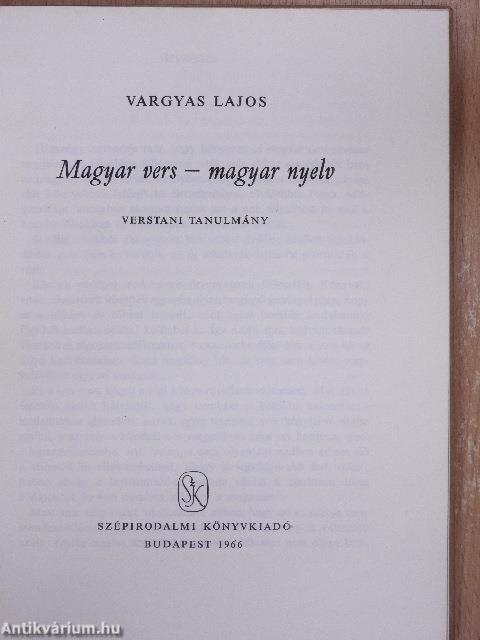 VARGYAS LAJOS
Magyar vers – magyar nyelv
VERSTANI TANULMÁNY
SZK
SZÉPIRODALMI KÖNYVKIADÓ
BUDAPEST 1966
Antikvárium.hu